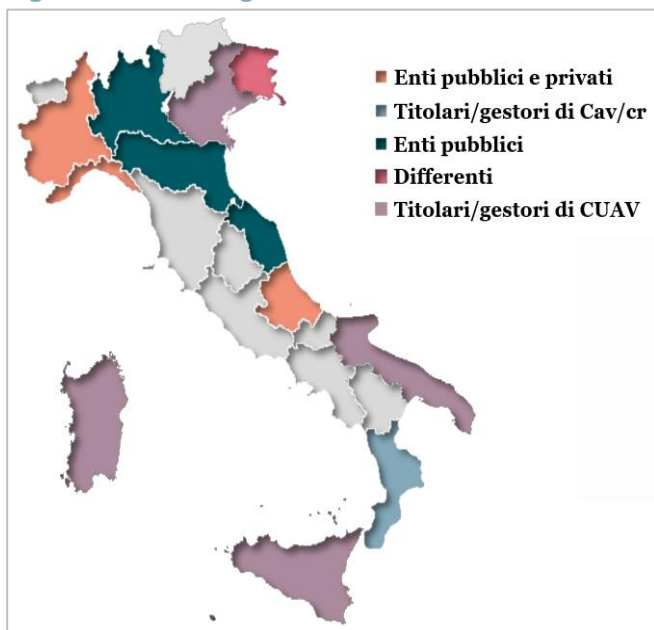 Enti pubblici e privati
Titolari/gestori di Cav/cr
Enti pubblici
Differenti
Titolari/gestori di CUAV